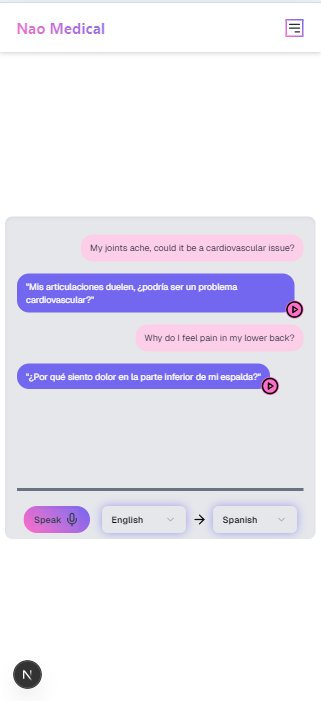 Nao Medical
My joints ache, could it be a cardiovascular issue?
"Mis articulaciones duelen, ¿podría ser un problema
cardiovascular?"
Why do I feel pain in my lower back?
"¿Por qué siento dolor en la parte inferior de mi espalda?"
Speak English Spanish
N